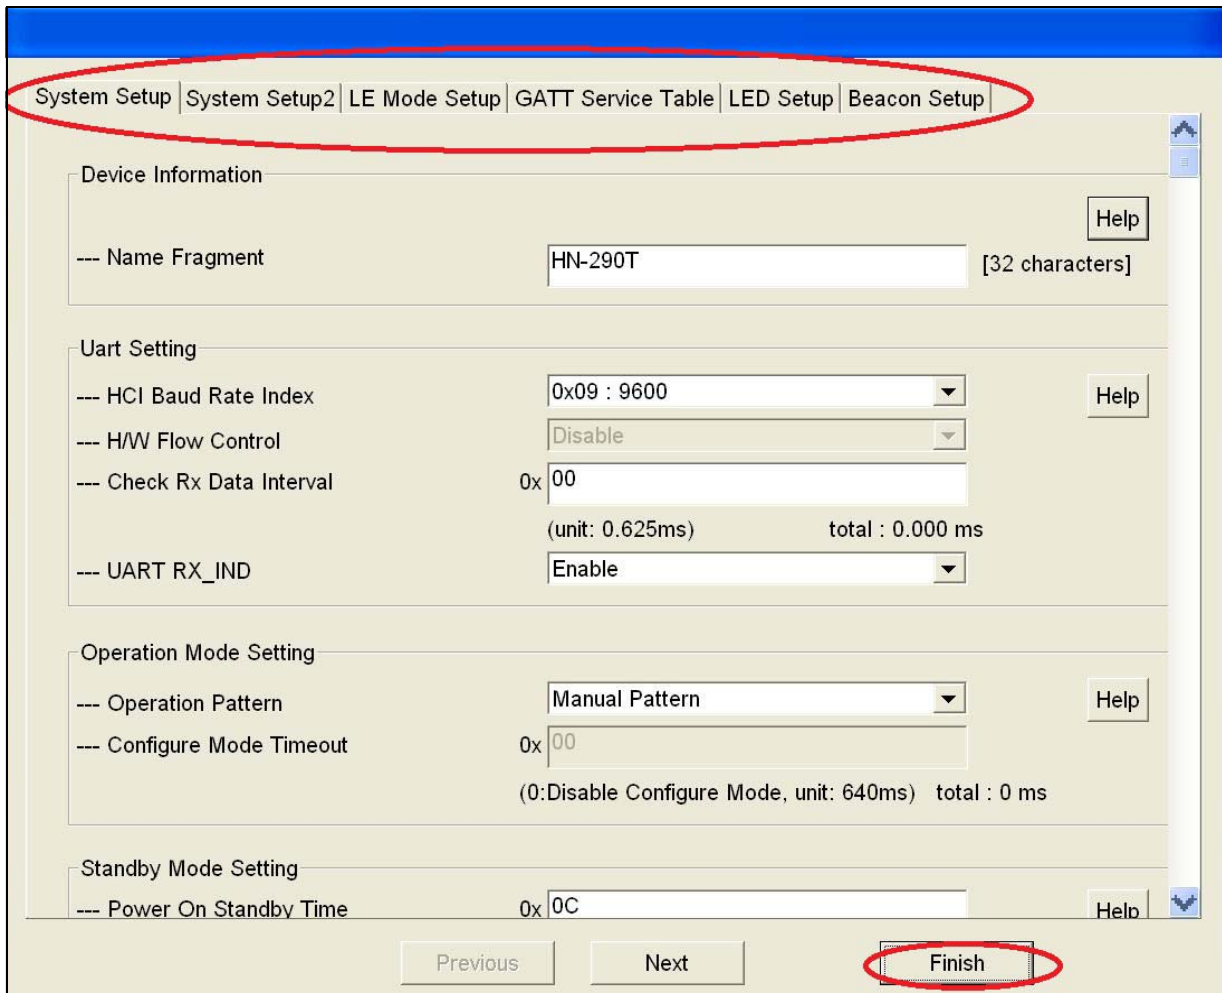 System Setup System Setup2 LE Mode Setup GATT Service Table LED Setup Beacon Setup
Device Information
Help
--- Name Fragment HN-290T [32 characters]
Uart Setting
--- HCI Baud Rate Index 0x09 : 9600 Help
--- H/W Flow Control Disable
--- Check Rx Data Interval 0x 00
(unit: 0.625ms) total : 0.000 ms
--- UART RX_IND Enable
Operation Mode Setting
--- Operation Pattern Manual Pattern Help
--- Configure Mode Timeout 0x 00
(0:Disable Configure Mode, unit: 640ms) total : 0 ms
Standby Mode Setting
--- Power On Standby Time 0x 0C Help
Previous Next Finish